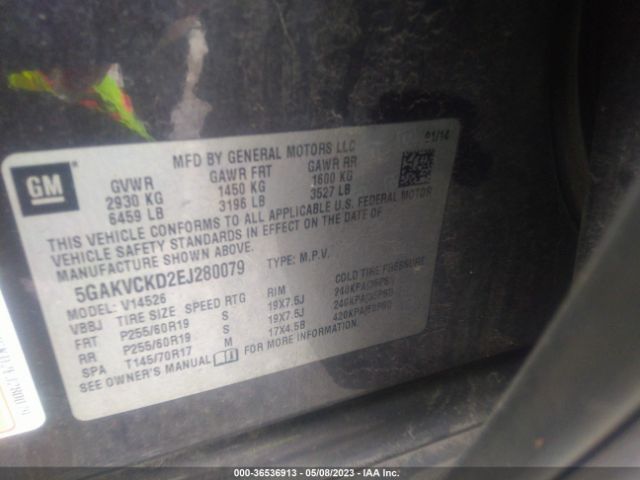 01/14
MFD BY GENERAL MOTORS LLC
GM
GVWR GAWR FRT GAWR RR
2930 KG 1450 KG 1600 KG
6459 LB 3196 LB 3527 LB
THIS VEHICLE CONFORMS TO ALL APPLICABLE U.S. FEDERAL MOTOR
VEHICLE SAFETY STANDARDS IN EFFECT ON THE DATE OF
MANUFACTURE SHOWN ABOVE.
5GAKVCKD2EJ280079 TYPE: M.P.V.
MODEL: V14526
VBBJ TIRE SIZE SPEED RTG RIM COLD TIRE PRESSURE
FRT P255/60R19 S 19X7.5J 240KPA(35PSI)
RR P255/60R19 S 19X7.5J 240KPA(35PSI)
SPA T145/70R17 M 17X4.5B 420KPA(60PSI)
SEE OWNER'S MANUAL FOR MORE INFORMATION.
000-36536913 - 05/08/2023 - IAA Inc.